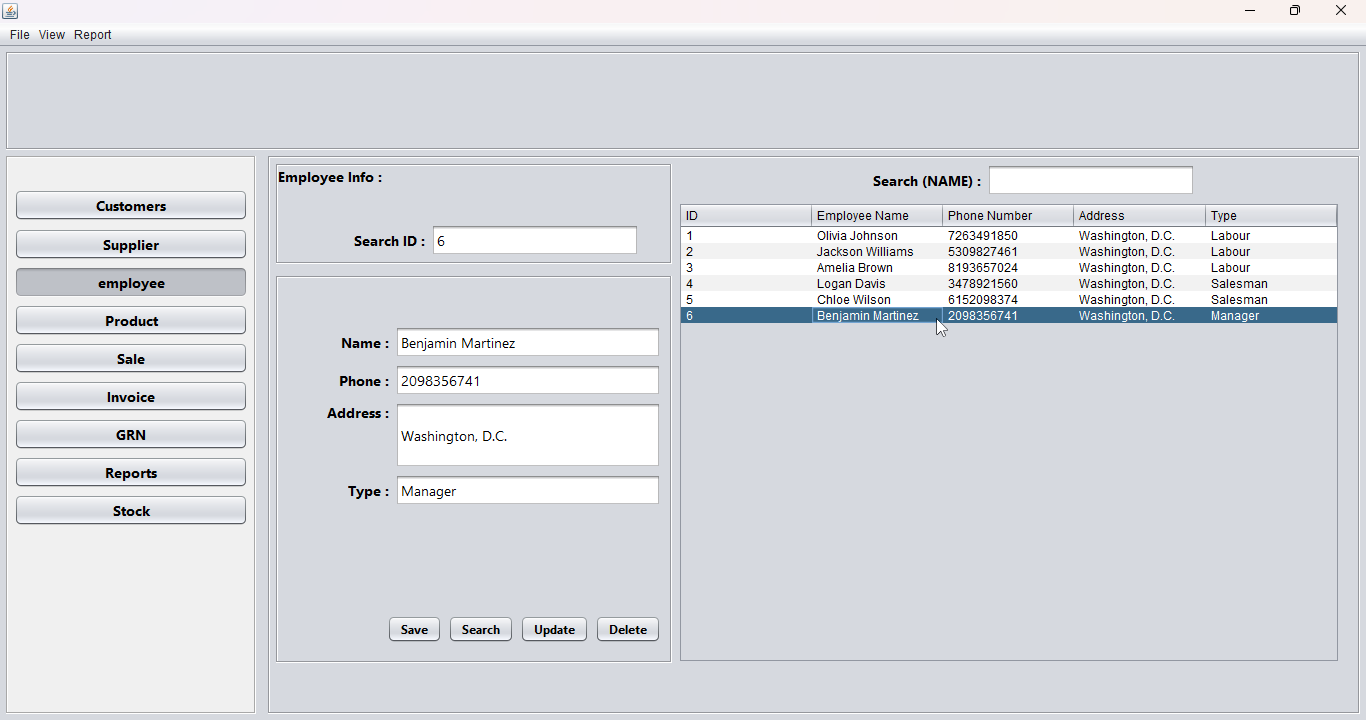 File View Report
Customers
Supplier
employee
Product
Sale
Invoice
GRN
Reports
Stock
Employee Info :
Search ID : 6
Name : Benjamin Martinez
Phone : 2098356741
Address : Washington, D.C.
Type : Manager
Save Search Update Delete
Search (NAME) :
ID Employee Name Phone Number Address Type
1 Olivia Johnson 7263491850 Washington, D.C. Labour
2 Jackson Williams 5309827461 Washington, D.C. Labour
3 Amelia Brown 8193657024 Washington, D.C. Labour
4 Logan Davis 3478921560 Washington, D.C. Salesman
5 Chloe Wilson 6152098374 Washington, D.C. Salesman
6 Benjamin Martinez 2098356741 Washington, D.C. Manager